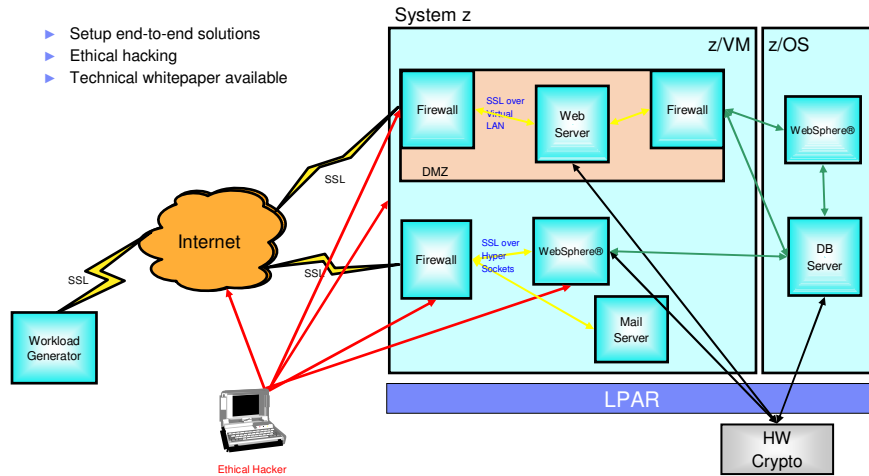 System z
Setup end-to-end solutions
Ethical hacking
Technical whitepaper available
z/VM
z/OS
Firewall
SSL over
Virtual
LAN
Web
Server
Firewall
WebSphere®
DMZ
SSL
Internet
SSL
SSL
Firewall
SSL over
Hyper
Sockets
WebSphere®
DB
Server
Mail
Server
Workload
Generator
LPAR
HW
Crypto
Ethical Hacker